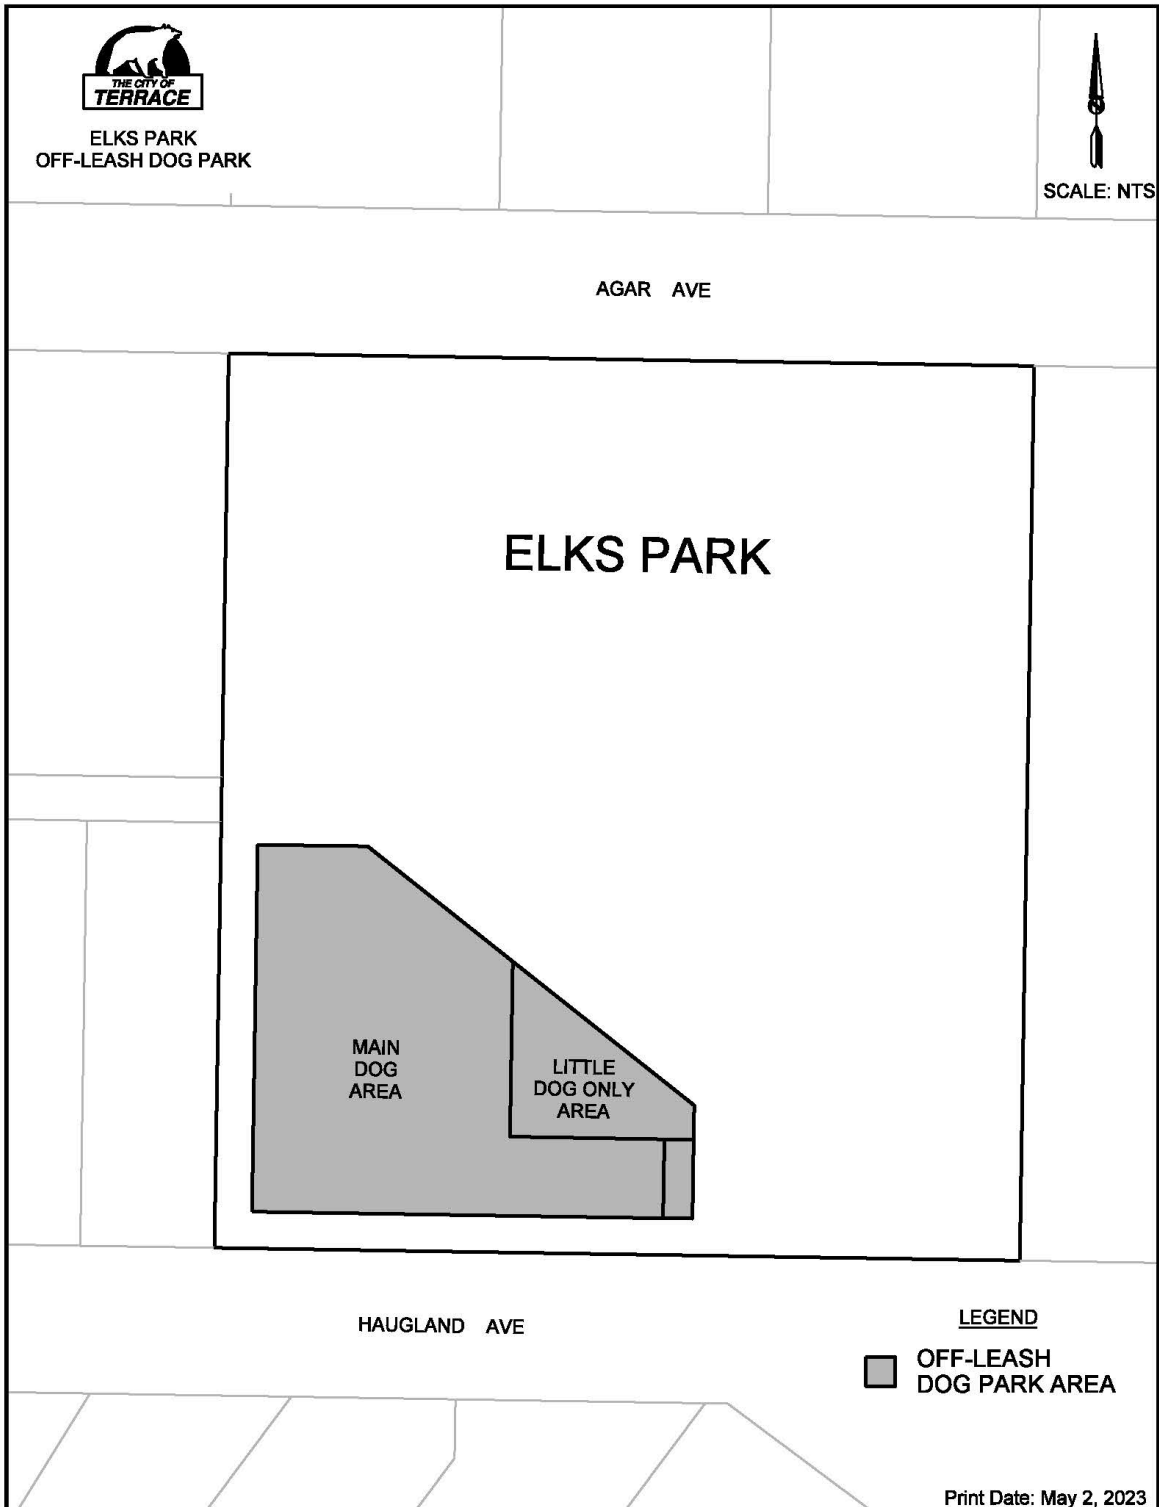 THE CITY OF
TERRACE
ELKS PARK
OFF-LEASH DOG PARK
SCALE: NTS
AGAR AVE
ELKS PARK
MAIN
DOG
AREA
LITTLE
DOG ONLY
AREA
HAUGLAND AVE
LEGEND
OFF-LEASH
DOG PARK AREA
Print Date: May 2, 2023